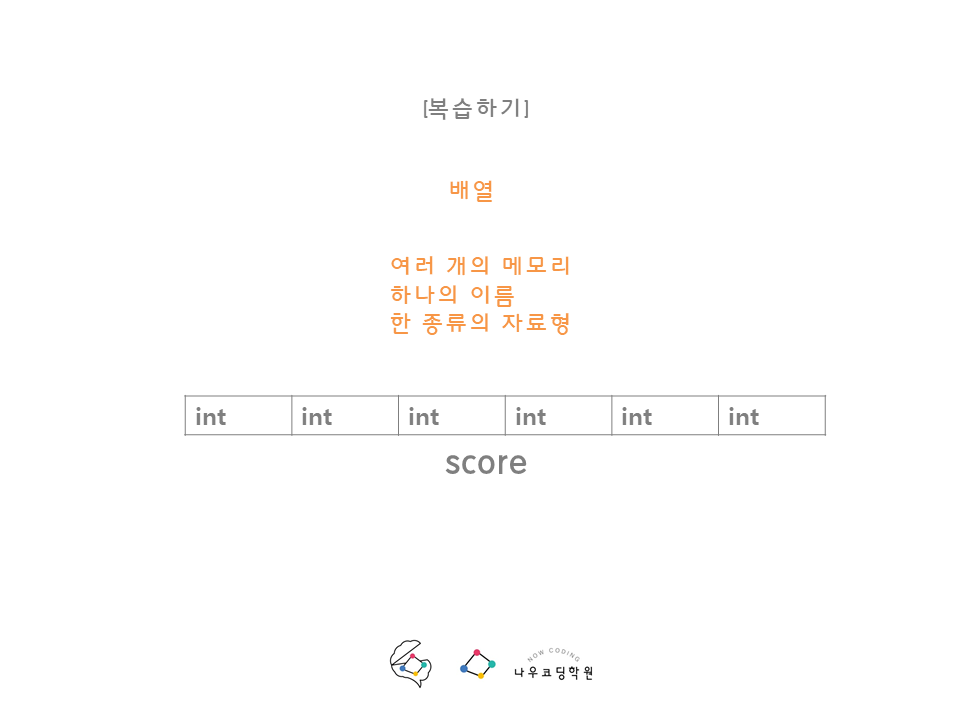 [복습하기]
배열
여러 개의 메모리
하나의 이름
한 종류의 자료형
int int int int int int
score
NOW CODING
나우코딩학원